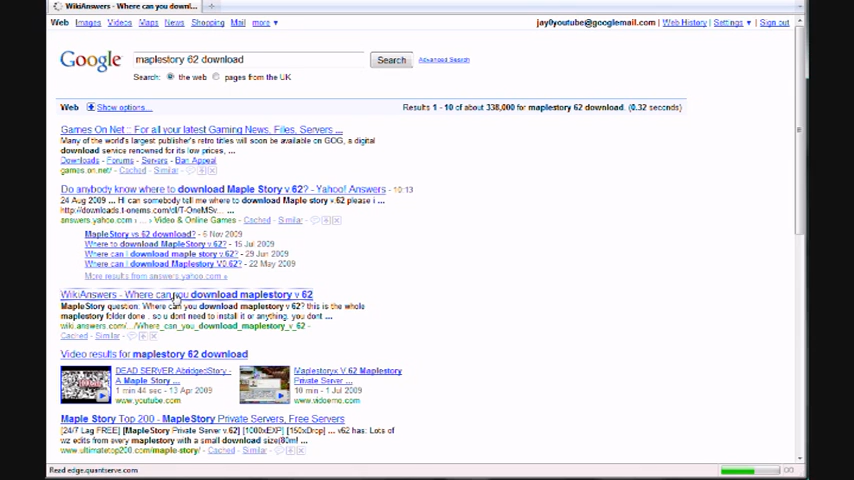 WikiAnswers - Where can you downl...
Web Images Videos Maps News Shopping Mail more ▼
jay0youtube@googlemail.com | Web History | Settings ▼ | Sign out
Google
maplestory 62 download
Search
Advanced Search
Search: the web pages from the UK
Web Show options...
Results 1 - 10 of about 338,000 for maplestory 62 download. (0.32 seconds)
Games On Net :: For all your latest Gaming News, Files, Servers ...
Many of the world's largest publisher's retro titles will soon be available on GOG, a digital
download service renowned for its low prices, ...
Downloads - Forums - Servers - Ban Appeal
games.on.net/ - Cached - Similar -
Do anybody know where to download Maple Story v.62? - Yahoo! Answers - 10:13
24 Aug 2009 ... Hi can somebody tell me where to download Maple story v.62 please i ...
http://downloads.t-onems.com/dl/T-OneMSv...
answers.yahoo.com › ... › Video & Online Games - Cached - Similar -
MapleStory vs 62 download? - 6 Nov 2009
Where to download MapleStory v.62? - 15 Jul 2009
Where can I download maple story v.62? - 29 Jun 2009
Where can I download Maplestory V0.62? - 22 May 2009
More results from answers.yahoo.com »
WikiAnswers - Where can you download maplestory v 62
MapleStory question: Where can you download maplestory v 62? this is the whole
maplestory folder done . so u dont need to install it or anything. you dont ...
wiki.answers.com/.../Where_can_you_download_maplestory_v_62 -
Cached - Similar -
Video results for maplestory 62 download
DEAD SERVER AbridgedStory -
A Maple Story ...
1 min 44 sec - 13 Apr 2009
www.youtube.com
Maplestoryx V.62 Maplestory
Private Server ...
10 min - 1 Jul 2009
www.vidoemo.com
Maple Story Top 200 - MapleStory Private Servers, Free Servers
[24/7 Lag FREE] [MapleStory Private Server v.62] [1000xEXP] [150xDrop] ... v62 has: Lots of
wz edits from every maplestory with a small download size(80m! ...
www.ultimatetop200.com/maple-story/ - Cached - Similar -
Read edge.quantserve.com